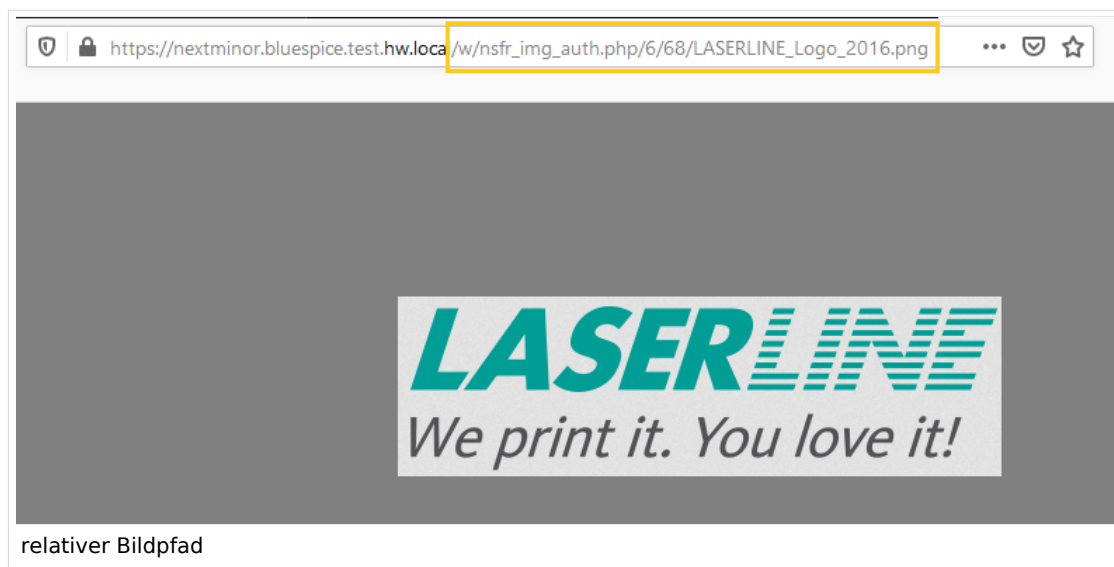 https://nextminor.bluespice.test.hw.loca/w/nsfr_img_auth.php/6/68/LASERLINE_Logo_2016.png
LASERLINE
We print it. You love it!
relativer Bildpfad